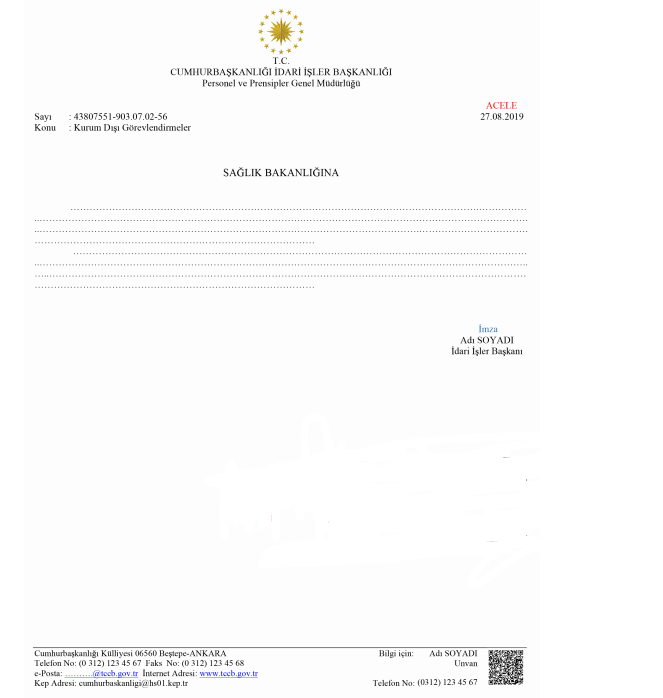 T.C.
CUMHURBAŞKANLIĞI İDARİ İŞLER BAŞKANLIĞI
Personel ve Prensipler Genel Müdürlüğü
ACELE
Sayı : 43807551-903.07.02-56 27.08.2019
Konu : Kurum Dışı Görevlendirmeler
SAĞLIK BAKANLIĞINA
İmza
Adı SOYADI
İdari İşler Başkanı
Cumhurbaşkanlığı Külliyesi 06560 Beştepe-ANKARA Bilgi için: Adı SOYADI
Telefon No: (0 312) 123 45 67 Faks No: (0 312) 123 45 68 Unvan
e-Posta: .........@tccb.gov.tr İnternet Adresi: www.tccb.gov.tr
Kep Adresi: cumhurbaskanligi@hs01.kep.tr Telefon No: (0312) 123 45 67